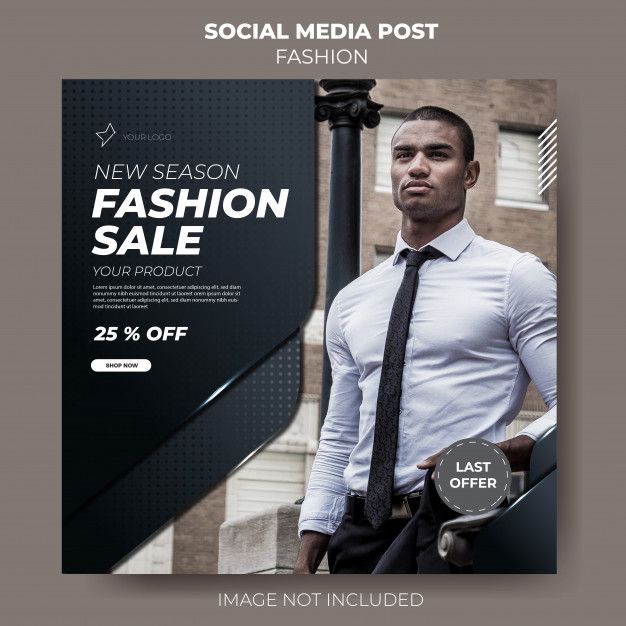 SOCIAL MEDIA POST
FASHION
YOUR LOGO
NEW SEASON
FASHION
SALE
YOUR PRODUCT
25 % OFF
SHOP NOW
LAST
OFFER
IMAGE NOT INCLUDED